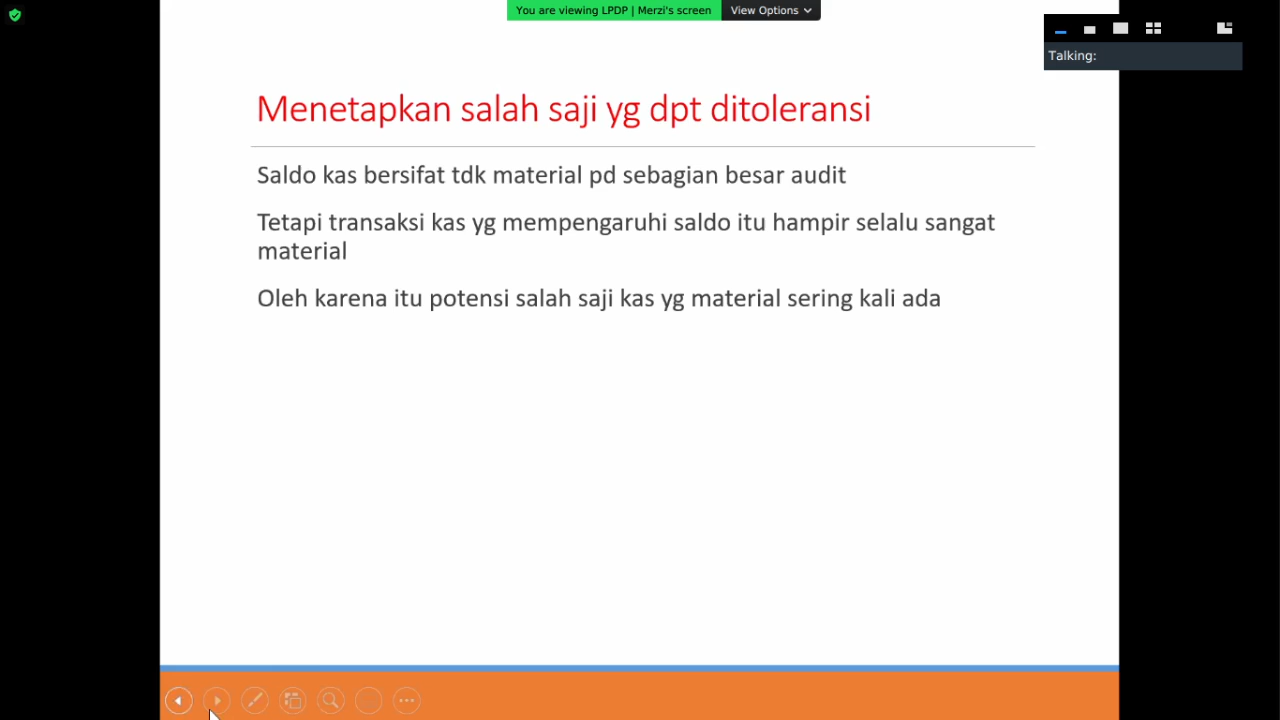 You are viewing LPDP | Merzi's screen
View Options
Talking:
Menetapkan salah saji yg dpt ditoleransi
Saldo kas bersifat tdk material pd sebagian besar audit
Tetapi transaksi kas yg mempengaruhi saldo itu hampir selalu sangat
material
Oleh karena itu potensi salah saji kas yg material sering kali ada